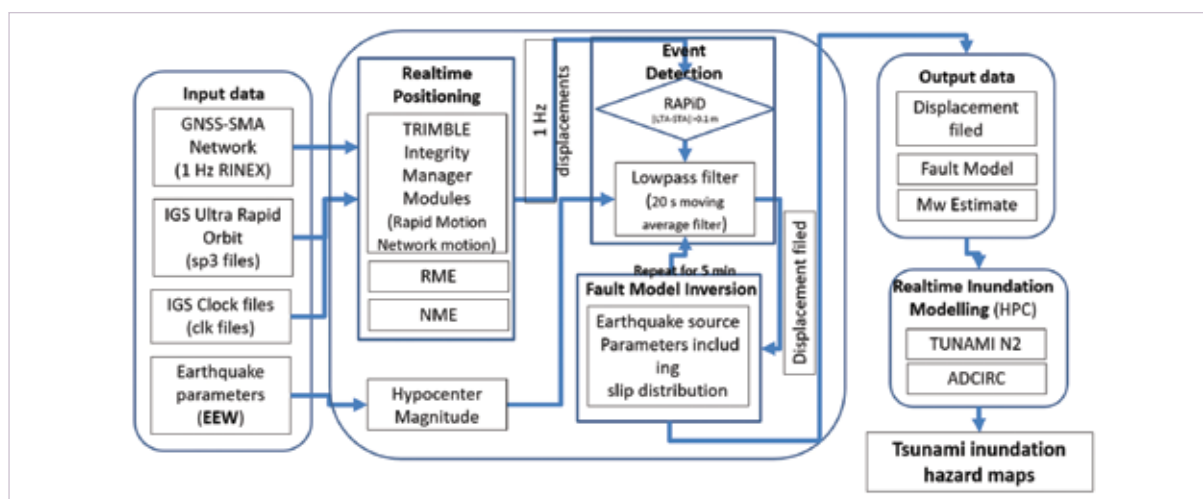 Input data
GNSS-SMA
Network
(1 Hz RINEX)
IGS Ultra Rapid
Orbit
(sp3 files)
IGS Clock files
(clk files)
Earthquake
parameters
(EEW)
Realtime
Positioning
TRIMBLE
Integrity
Manager
Modules
(Rapid Motion
Network motion)
RME
NME
Hypocenter
Magnitude
1 Hz
displacements
Event
Detection
RAPiD
|LTA-STA|>0.1 m
Lowpass filter
(20 s moving
average filter)
Repeat for 5 min
Displacement filed
Fault Model Inversion
Earthquake source
Parameters includ
ing
slip distribution
Output data
Displacement
filed
Fault Model
Mw Estimate
Realtime Inundation
Modelling (HPC)
TUNAMI N2
ADCIRC
Tsunami inundation
hazard maps